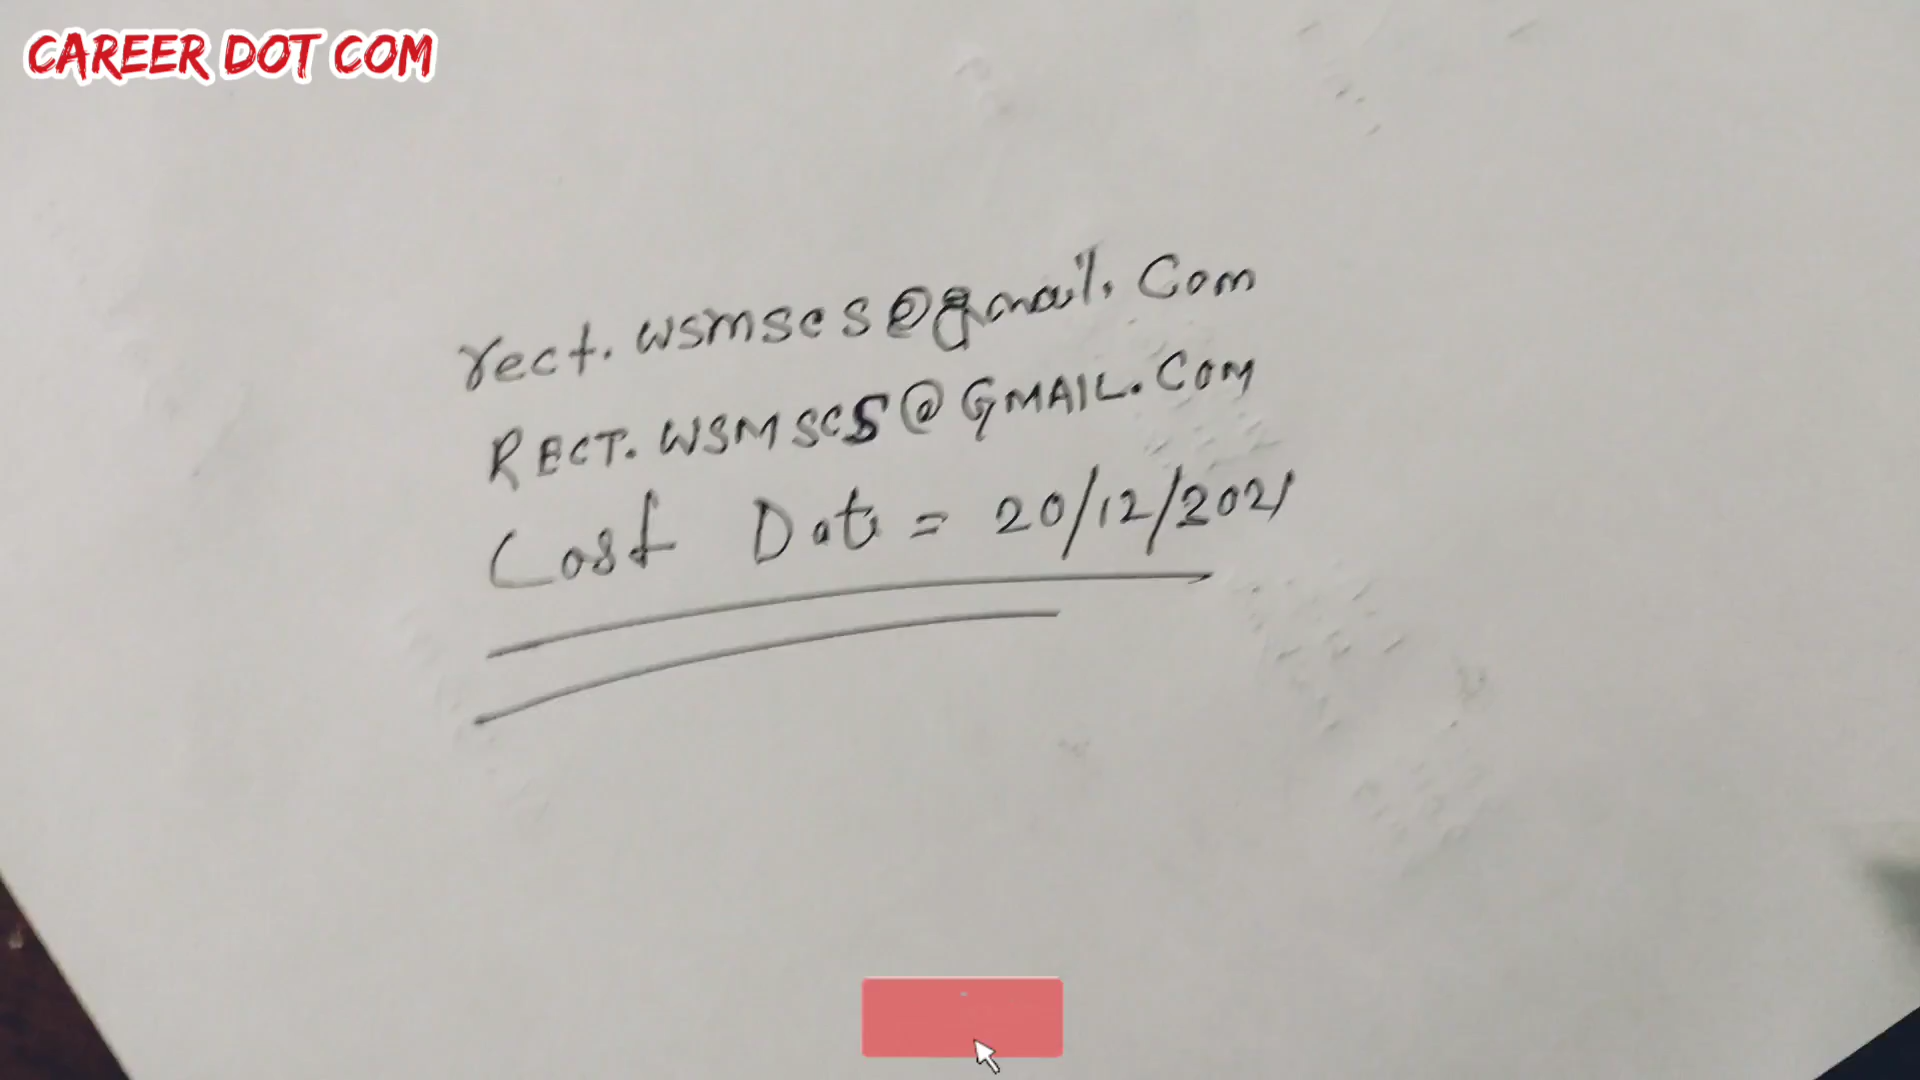 CAREER DOT COM
rect.wsmscs@gmail.com
RECT.WSMSCS@GMAIL.COM
Last Date = 20/12/2021